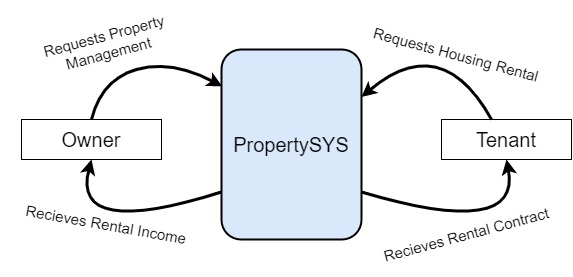 Requests Property
Management
Requests Housing Rental
Owner
PropertySYS
Tenant
Recieves Rental Income
Recieves Rental Contract